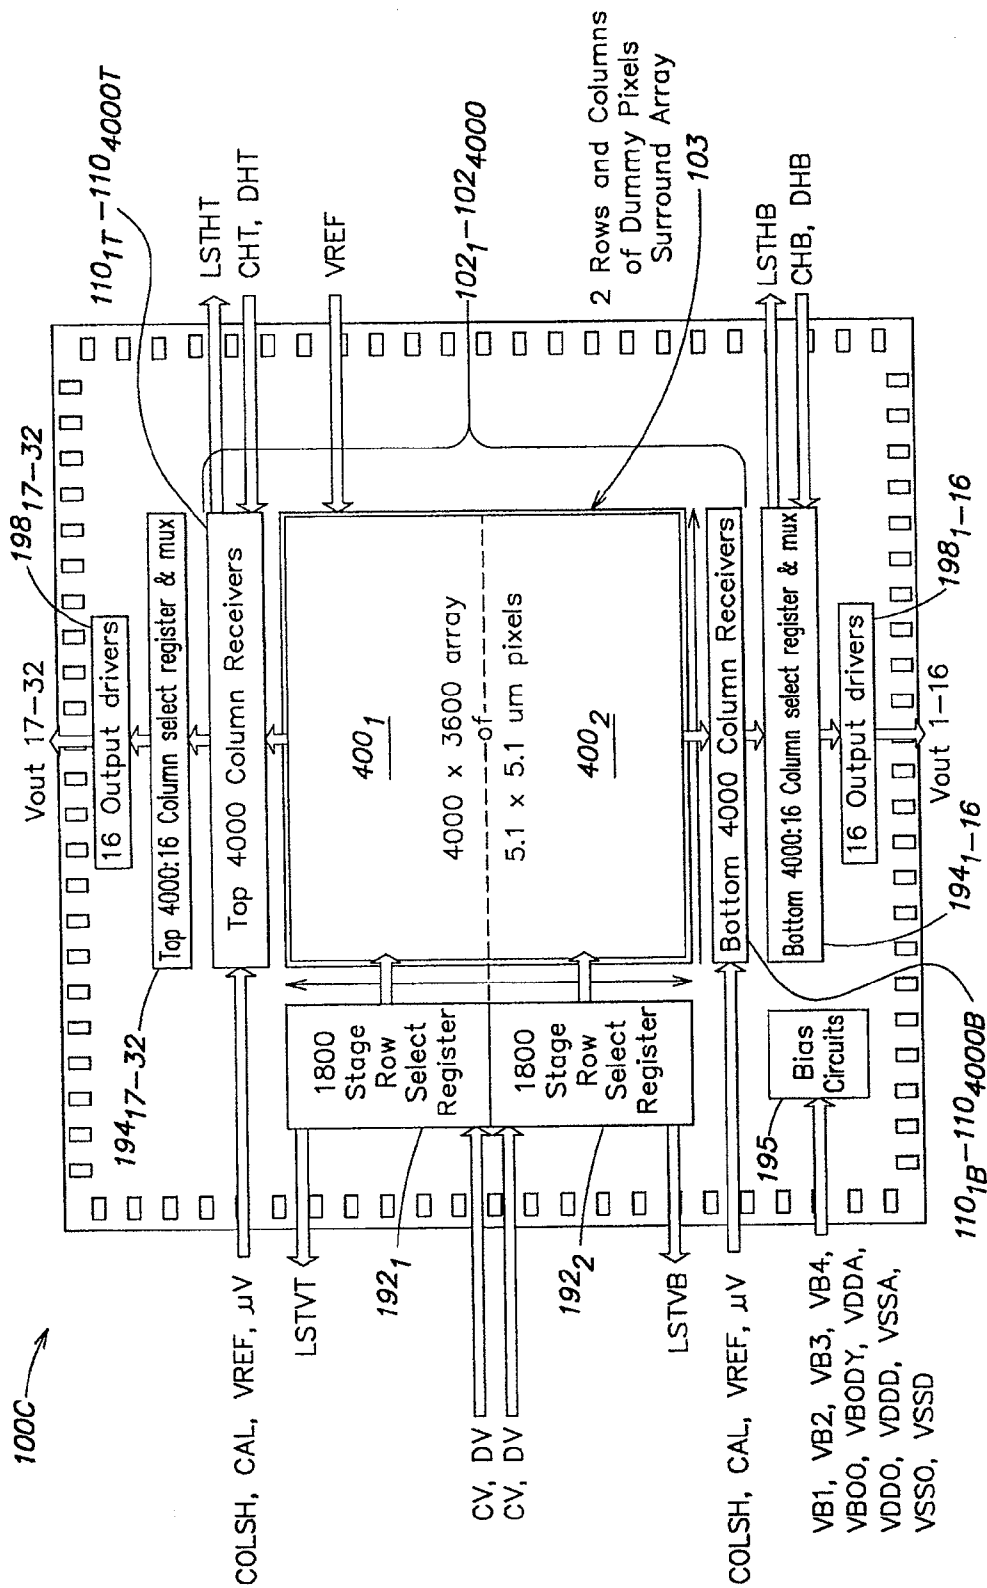 100C
Vout 17-32
198 17-32
110 1T-110 4000T
16 Output drivers
Top 4000:16 Column select register & mux
194 17-32
LSTHT
CHT, DHT
Top 4000 Column Receivers
COLSH, CAL, VREF, μV
VREF
102 1-102 4000
LSTVT
1800
Stage
Row
Select
Register
192 1
400 1
4000 x 3600 array
of
5.1 x 5.1 um pixels
400 2
2 Rows and Columns
of Dummy Pixels
Surround Array
103
CV, DV
CV, DV
1800
Stage
Row
Select
Register
192 2
LSTVB
Bottom 4000 Column Receivers
COLSH, CAL, VREF, μV
LSTHB
CHB, DHB
Bottom 4000:16 Column select register & mux
Bias
Circuits
195
VB1, VB2, VB3, VB4,
VBOO, VBODY, VDDA,
VDDO, VDDD, VSSA,
VSSO, VSSD
16 Output drivers
198 1-16
Vout 1-16
194 1-16
110 1B-110 4000B